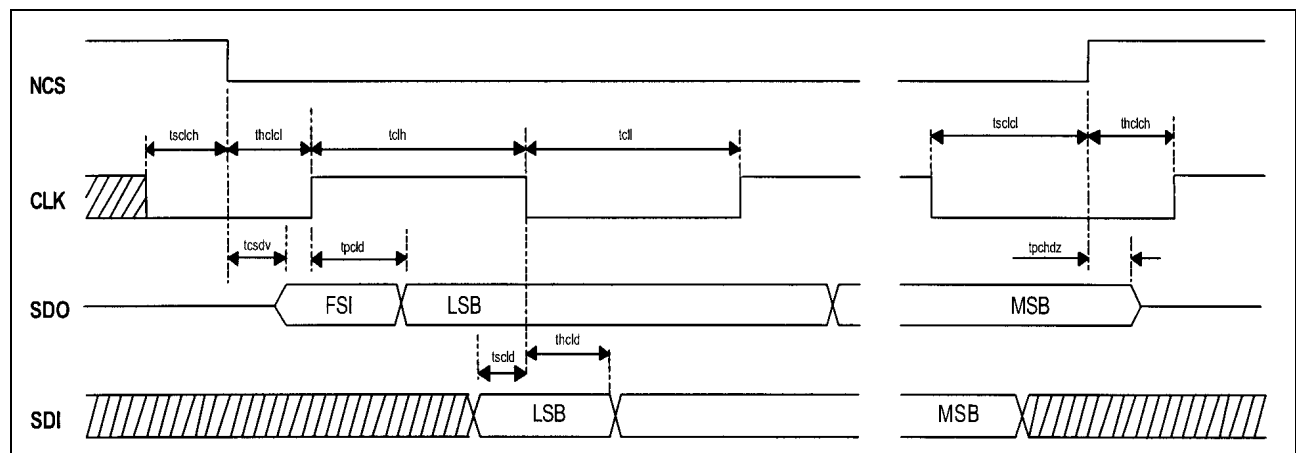 NCS
tsclch thclcl tclh tcll tsclcl thclch
CLK
tcsdv tpcld tpchdz
SDO FSI LSB MSB
tscld thcld
SDI LSB MSB